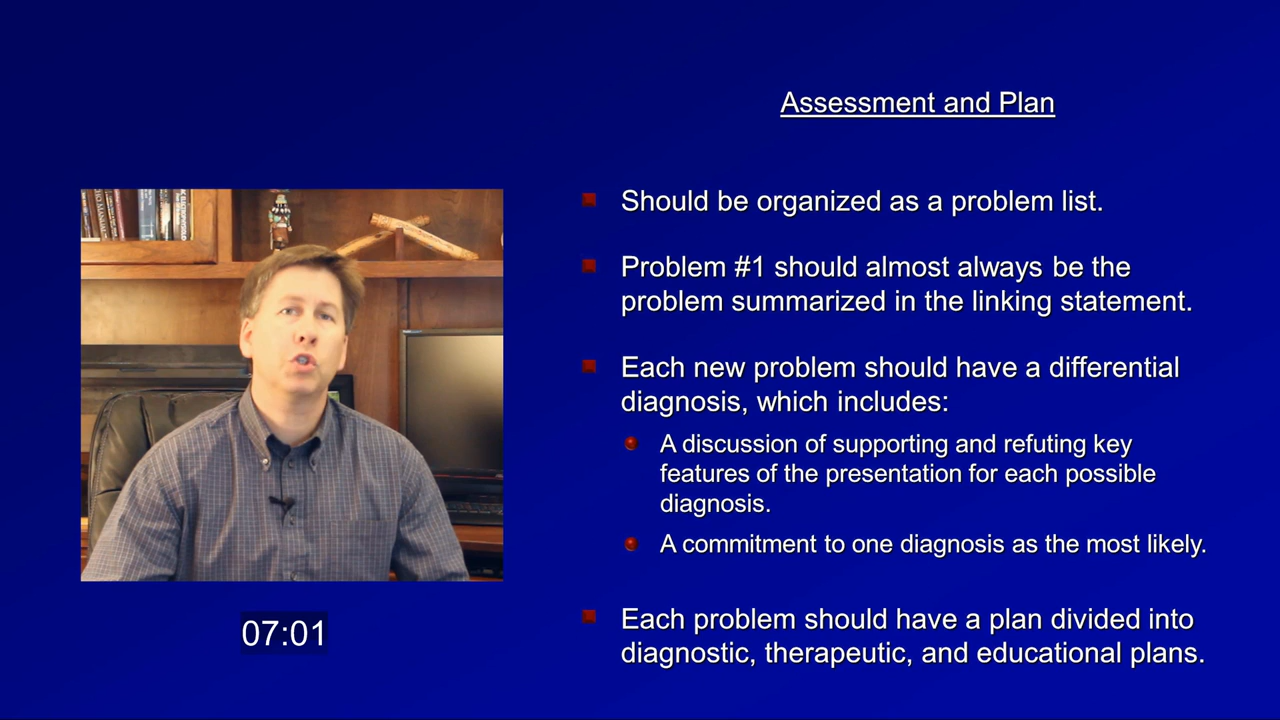 Assessment and Plan
Should be organized as a problem list.
Problem #1 should almost always be the
problem summarized in the linking statement.
Each new problem should have a differential
diagnosis, which includes:
A discussion of supporting and refuting key
features of the presentation for each possible
diagnosis.
A commitment to one diagnosis as the most likely.
Each problem should have a plan divided into
diagnostic, therapeutic, and educational plans.
07:01